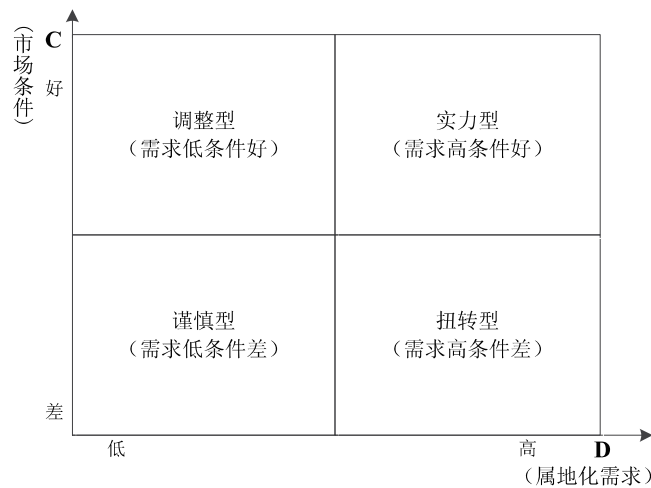 （市场条件）
C
好
调整型
（需求低条件好）
实力型
（需求高条件好）
谨慎型
（需求低条件差）
扭转型
（需求高条件差）
差
低
高
D
（属地化需求）